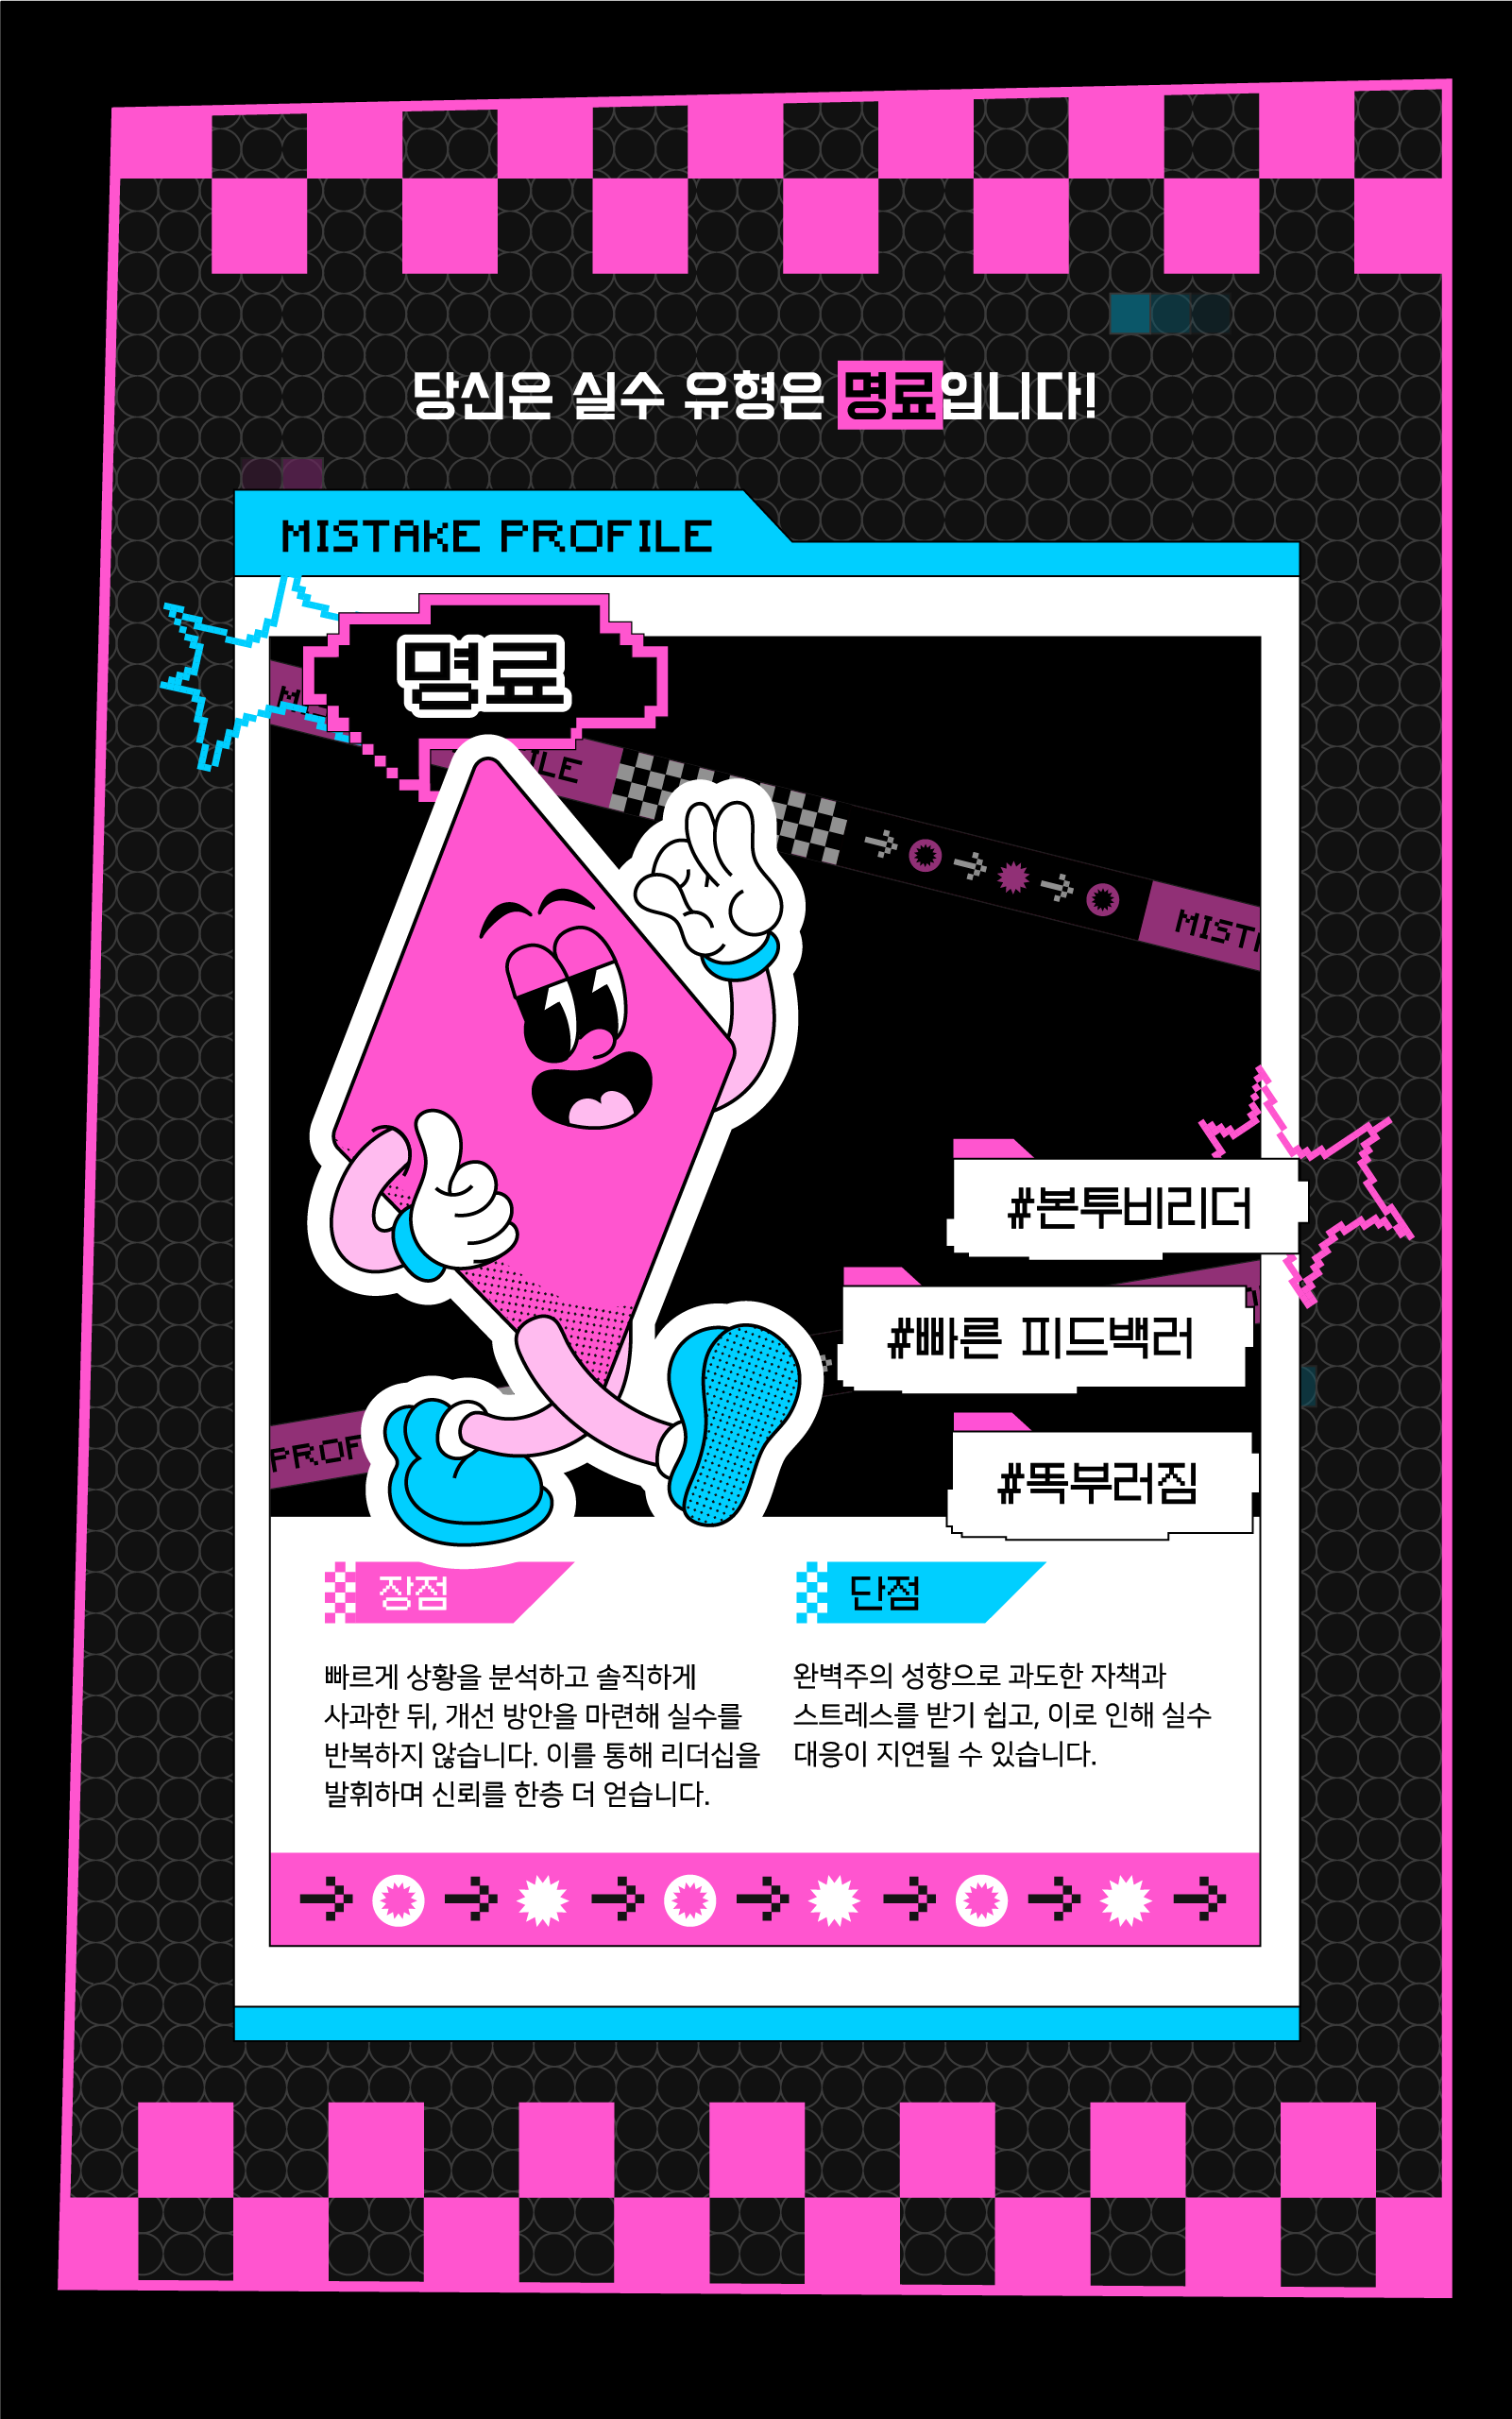 당신은 실수 유형은 명료입니다!
MISTAKE PROFILE
명료
ILE
MIST
#본투비리더
#빠른 피드백러
#똑부러짐
PROF
장점
빠르게 상황을 분석하고 솔직하게
사과한 뒤, 개선 방안을 마련해 실수를
반복하지 않습니다. 이를 통해 리더십을
발휘하며 신뢰를 한층 더 얻습니다.
단점
완벽주의 성향으로 과도한 자책과
스트레스를 받기 쉽고, 이로 인해 실수
대응이 지연될 수 있습니다.